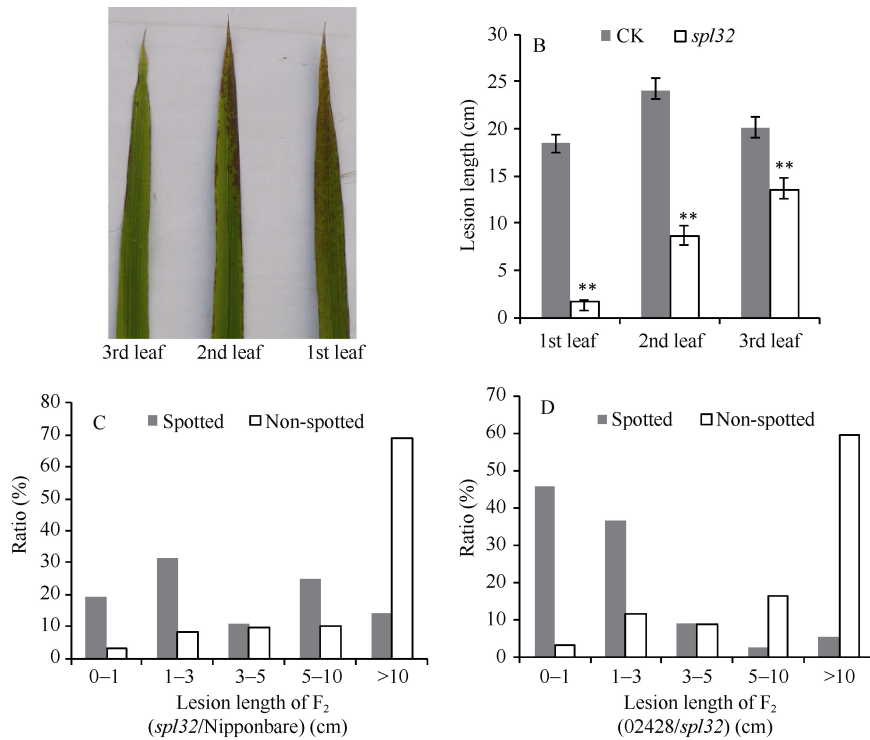 3rd leaf 2nd leaf 1st leaf
B
CK spl32
Lesion length (cm)
30
25
20
15
10
5
0
**
**
**
1st leaf 2nd leaf 3rd leaf
C
Spotted Non-spotted
Ratio (%)
80
70
60
50
40
30
20
10
0
0–1 1–3 3–5 5–10 >10
Lesion length of F₂
(spl32/Nipponbare) (cm)
D
Spotted Non-spotted
Ratio (%)
70
60
50
40
30
20
10
0
0–1 1–3 3–5 5–10 >10
Lesion length of F₂
(02428/spl32) (cm)